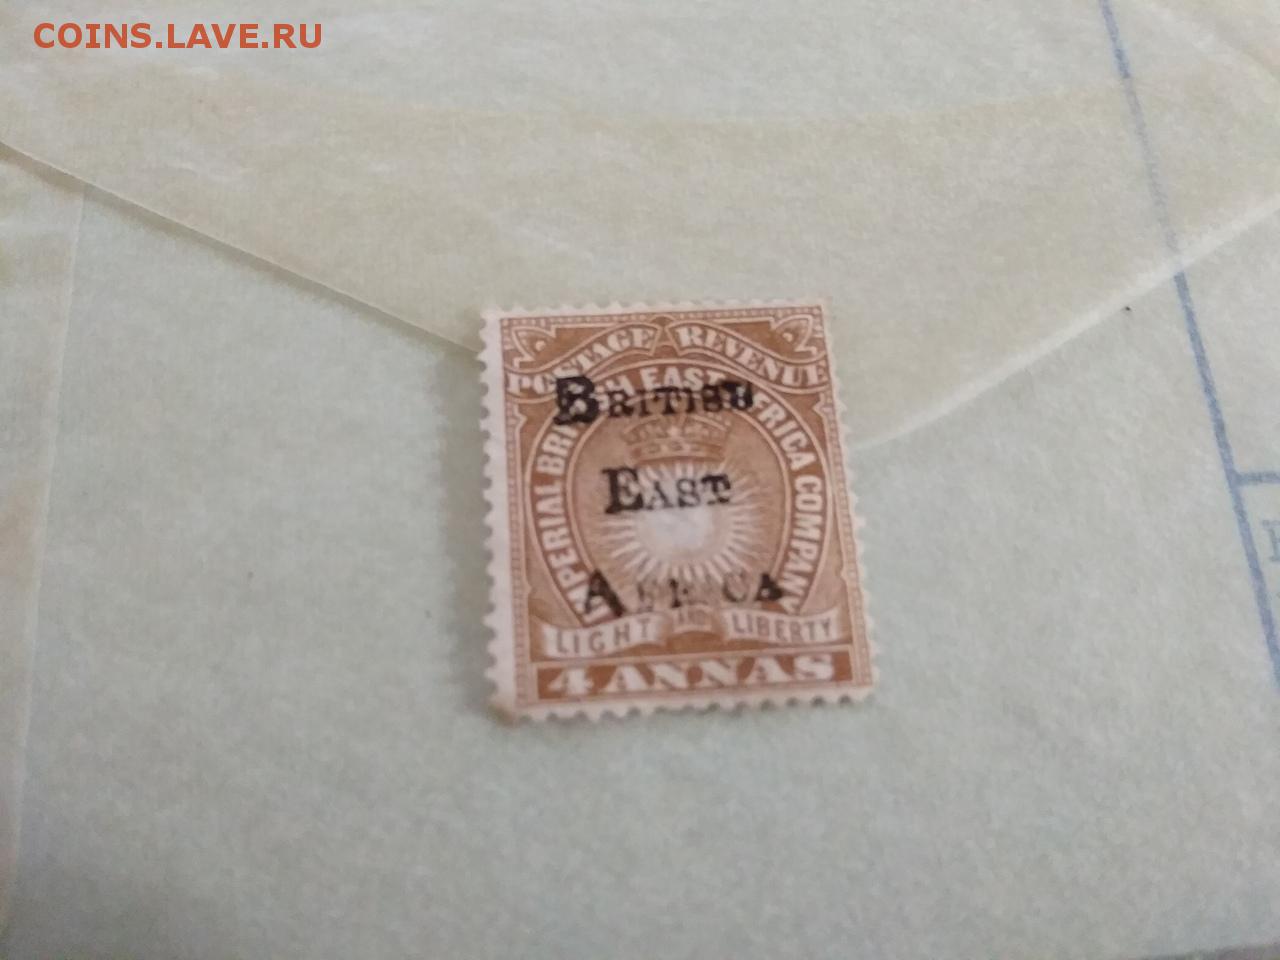 COINS.LAVE.RU
POSTAGE REVENUE
IMPERIAL BRITISH EAST AFRICA COMPANY
BRITISH
EAST
AFRICA
LIGHT AND LIBERTY
4 ANNAS